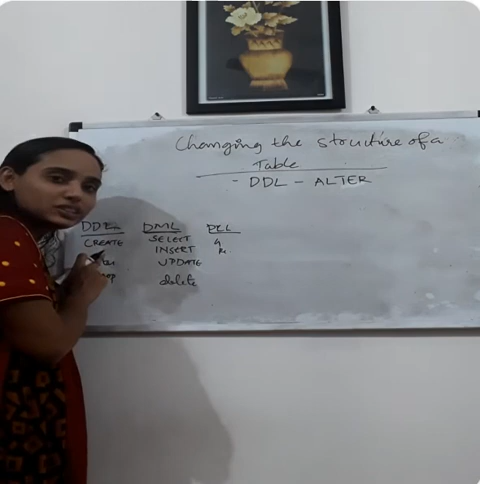 Changing the structure of a
Table
- DDL - ALTER
DDL DML DCL
CREATE SELECT G
INSERT R
UPDATE
delete